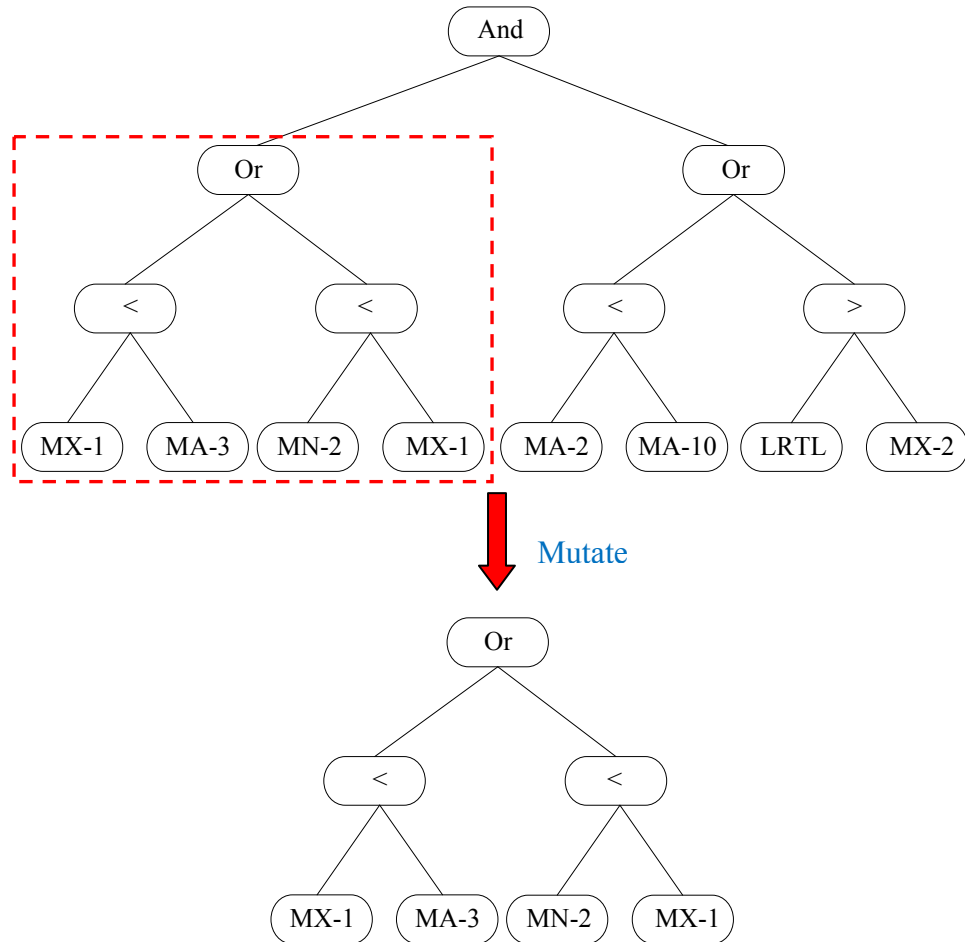 And
Or Or
< < < >
MX-1 MA-3 MN-2 MX-1 MA-2 MA-10 LRTL MX-2
Mutate
Or
< <
MX-1 MA-3 MN-2 MX-1